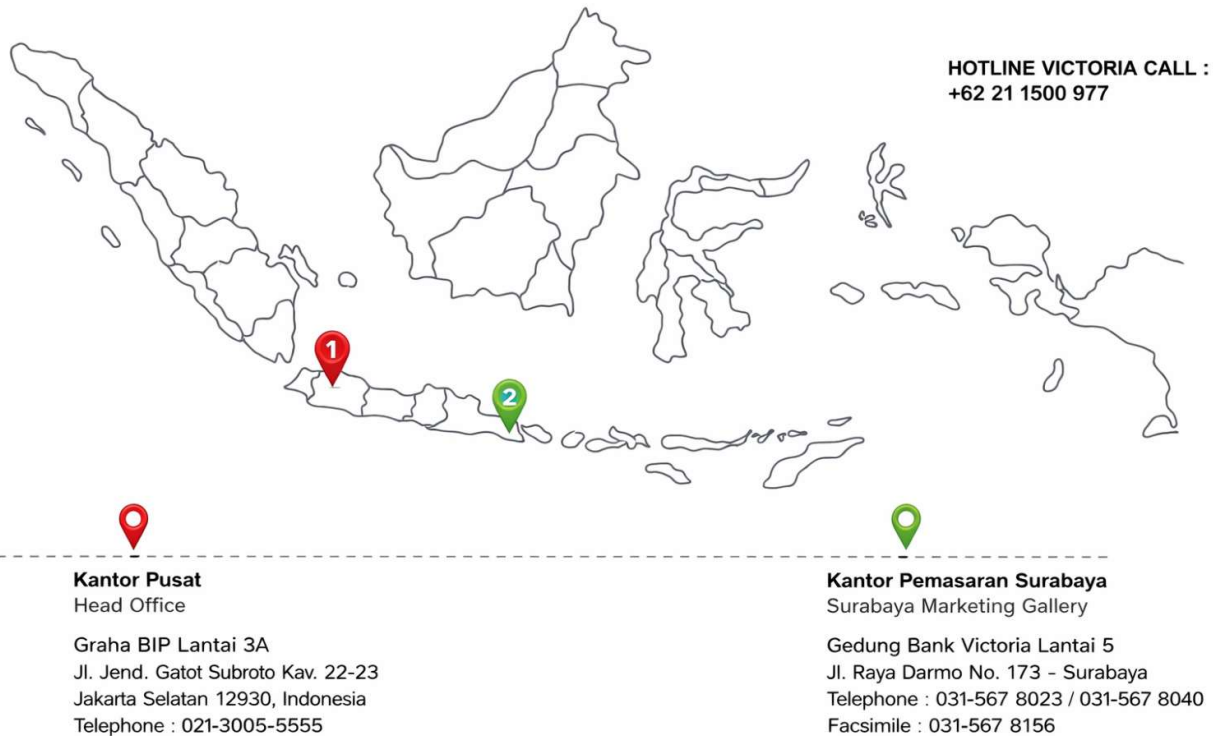 HOTLINE VICTORIA CALL :
+62 21 1500 977
1
2
Kantor Pusat
Head Office
Graha BIP Lantai 3A
Jl. Jend. Gatot Subroto Kav. 22-23
Jakarta Selatan 12930, Indonesia
Telephone : 021-3005-5555
Kantor Pemasaran Surabaya
Surabaya Marketing Gallery
Gedung Bank Victoria Lantai 5
Jl. Raya Darmo No. 173 - Surabaya
Telephone : 031-567 8023 / 031-567 8040
Facsimile : 031-567 8156